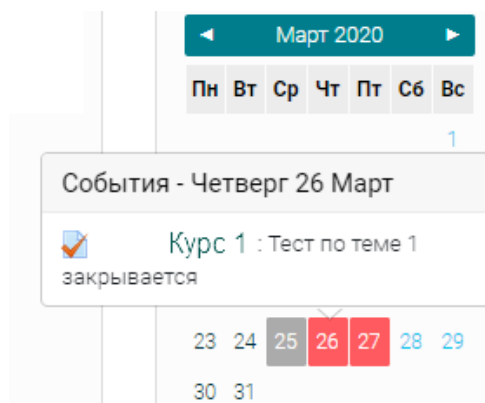 ◄ Март 2020 ►
Пн Вт Ср Чт Пт Сб Вс
1
События - Четверг 26 Март
Курс 1 : Тест по теме 1
закрывается
23 24 25 26 27 28 29
30 31